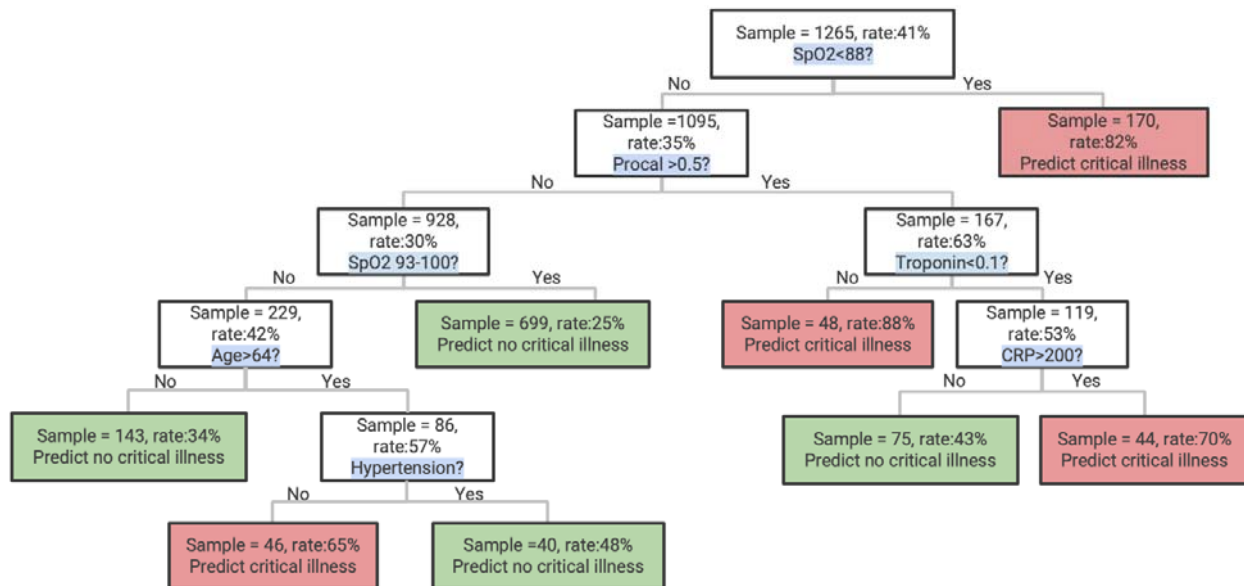 Sample = 1265, rate:41%
SpO2<88?
No
Yes
Sample =1095,
rate:35%
Procal >0.5?
Sample = 170,
rate:82%
Predict critical illness
No
Yes
Sample = 928,
rate:30%
SpO2 93-100?
Sample = 167,
rate:63%
Troponin<0.1?
No
Yes
No
Yes
Sample = 229,
rate:42%
Age>64?
Sample = 699, rate:25%
Predict no critical illness
Sample = 48, rate:88%
Predict critical illness
Sample = 119,
rate:53%
CRP>200?
No
Yes
No
Yes
Sample = 143, rate:34%
Predict no critical illness
Sample = 86,
rate:57%
Hypertension?
Sample = 75, rate:43%
Predict no critical illness
Sample = 44, rate:70%
Predict critical illness
No
Yes
Sample = 46, rate:65%
Predict critical illness
Sample =40, rate:48%
Predict no critical illness